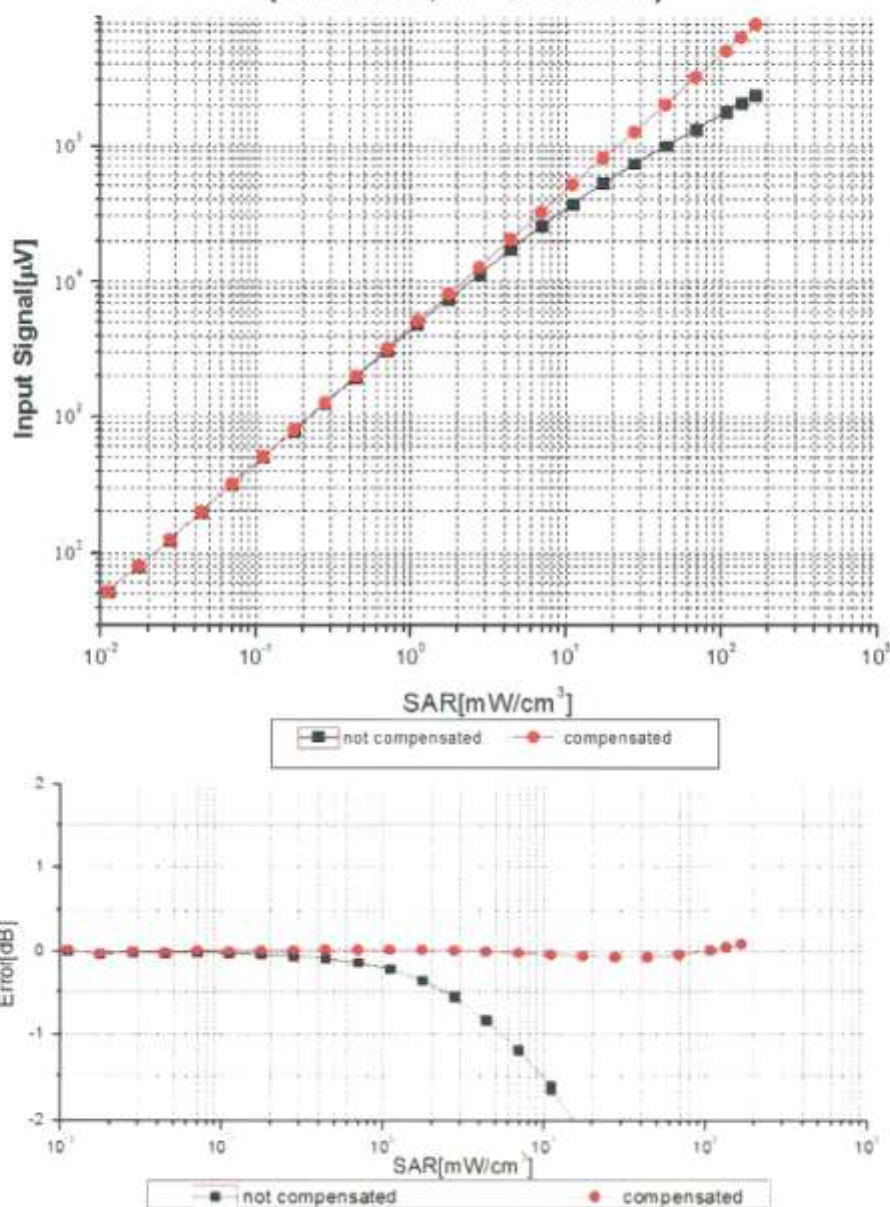 10⁵
10⁴
10³
10²
Input Signal[µV]
10⁻² 10⁻¹ 10⁰ 10¹ 10² 10³
SAR[mW/cm³]
not compensated compensated
2
1
0
-1
-2
Error[dB]
SAR[mW/cm³]
not compensated compensated